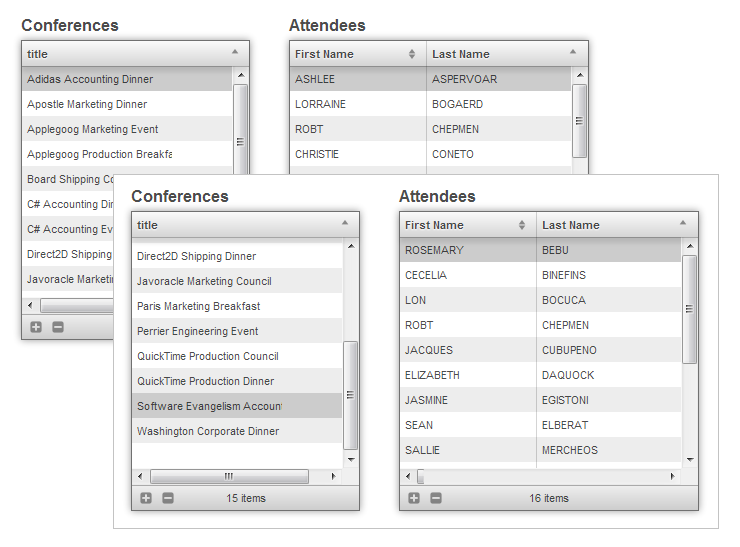 Conferences
Attendees
title
First Name Last Name
Adidas Accounting Dinner
ASHLEE ASPERVOAR
Apostle Marketing Dinner
LORRAINE BOGAERD
Applegoog Marketing Event
ROBT CHEPMEN
Applegoog Production Breakfa
CHRISTIE CONETO
Board Shipping Co
C# Accounting Din
C# Accounting Ev
Direct2D Shipping
Javoracle Marketin
Conferences
Attendees
title
First Name Last Name
Direct2D Shipping Dinner
Javoracle Marketing Council
Paris Marketing Breakfast
Perrier Engineering Event
QuickTime Production Council
QuickTime Production Dinner
Software Evangelism Account
Washington Corporate Dinner
15 items
ROSEMARY BEBU
CECELIA BINEFINS
LON BOCUCA
ROBT CHEPMEN
JACQUES CUBUPENO
ELIZABETH DAQUOCK
JASMINE EGISTONI
SEAN ELBERAT
SALLIE MERCHEOS
16 items